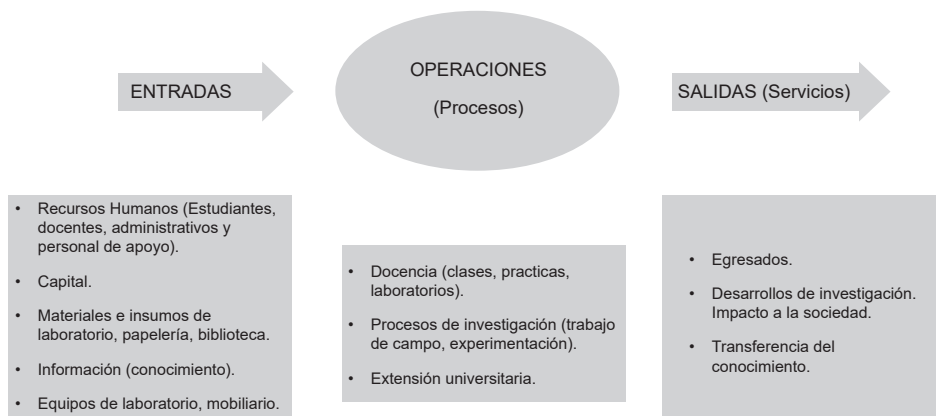 ENTRADAS
OPERACIONES
(Procesos)
SALIDAS (Servicios)
• Recursos Humanos (Estudiantes,
docentes, administrativos y
personal de apoyo).
• Capital.
• Materiales e insumos de
laboratorio, papelería, biblioteca.
• Información (conocimiento).
• Equipos de laboratorio, mobiliario.
• Docencia (clases, practicas,
laboratorios).
• Procesos de investigación (trabajo
de campo, experimentación).
• Extensión universitaria.
• Egresados.
• Desarrollos de investigación.
Impacto a la sociedad.
• Transferencia del
conocimiento.